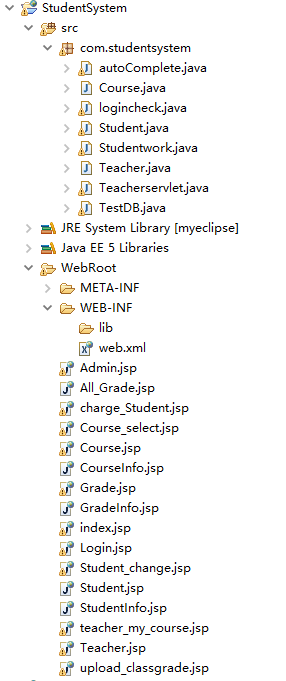 StudentSystem
src
com.studentsystem
autoComplete.java
Course.java
logincheck.java
Student.java
Studentwork.java
Teacher.java
Teacherservlet.java
TestDB.java
JRE System Library [myeclipse]
Java EE 5 Libraries
WebRoot
META-INF
WEB-INF
lib
web.xml
Admin.jsp
All_Grade.jsp
charge_Student.jsp
Course_select.jsp
Course.jsp
CourseInfo.jsp
Grade.jsp
GradeInfo.jsp
index.jsp
Login.jsp
Student_change.jsp
Student.jsp
StudentInfo.jsp
teacher_my_course.jsp
Teacher.jsp
upload_classgrade.jsp